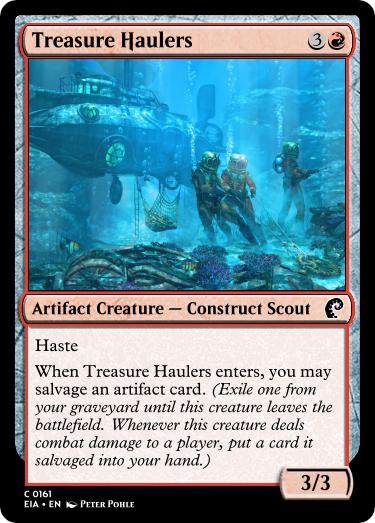 Treasure Haulers 3
Artifact Creature — Construct Scout
Haste
When Treasure Haulers enters, you may
salvage an artifact card. (Exile one from
your graveyard until this creature leaves the
battlefield. Whenever this creature deals
combat damage to a player, put a card it
salvaged into your hand.)
3/3
C 0161
EIA • EN Peter Pohle